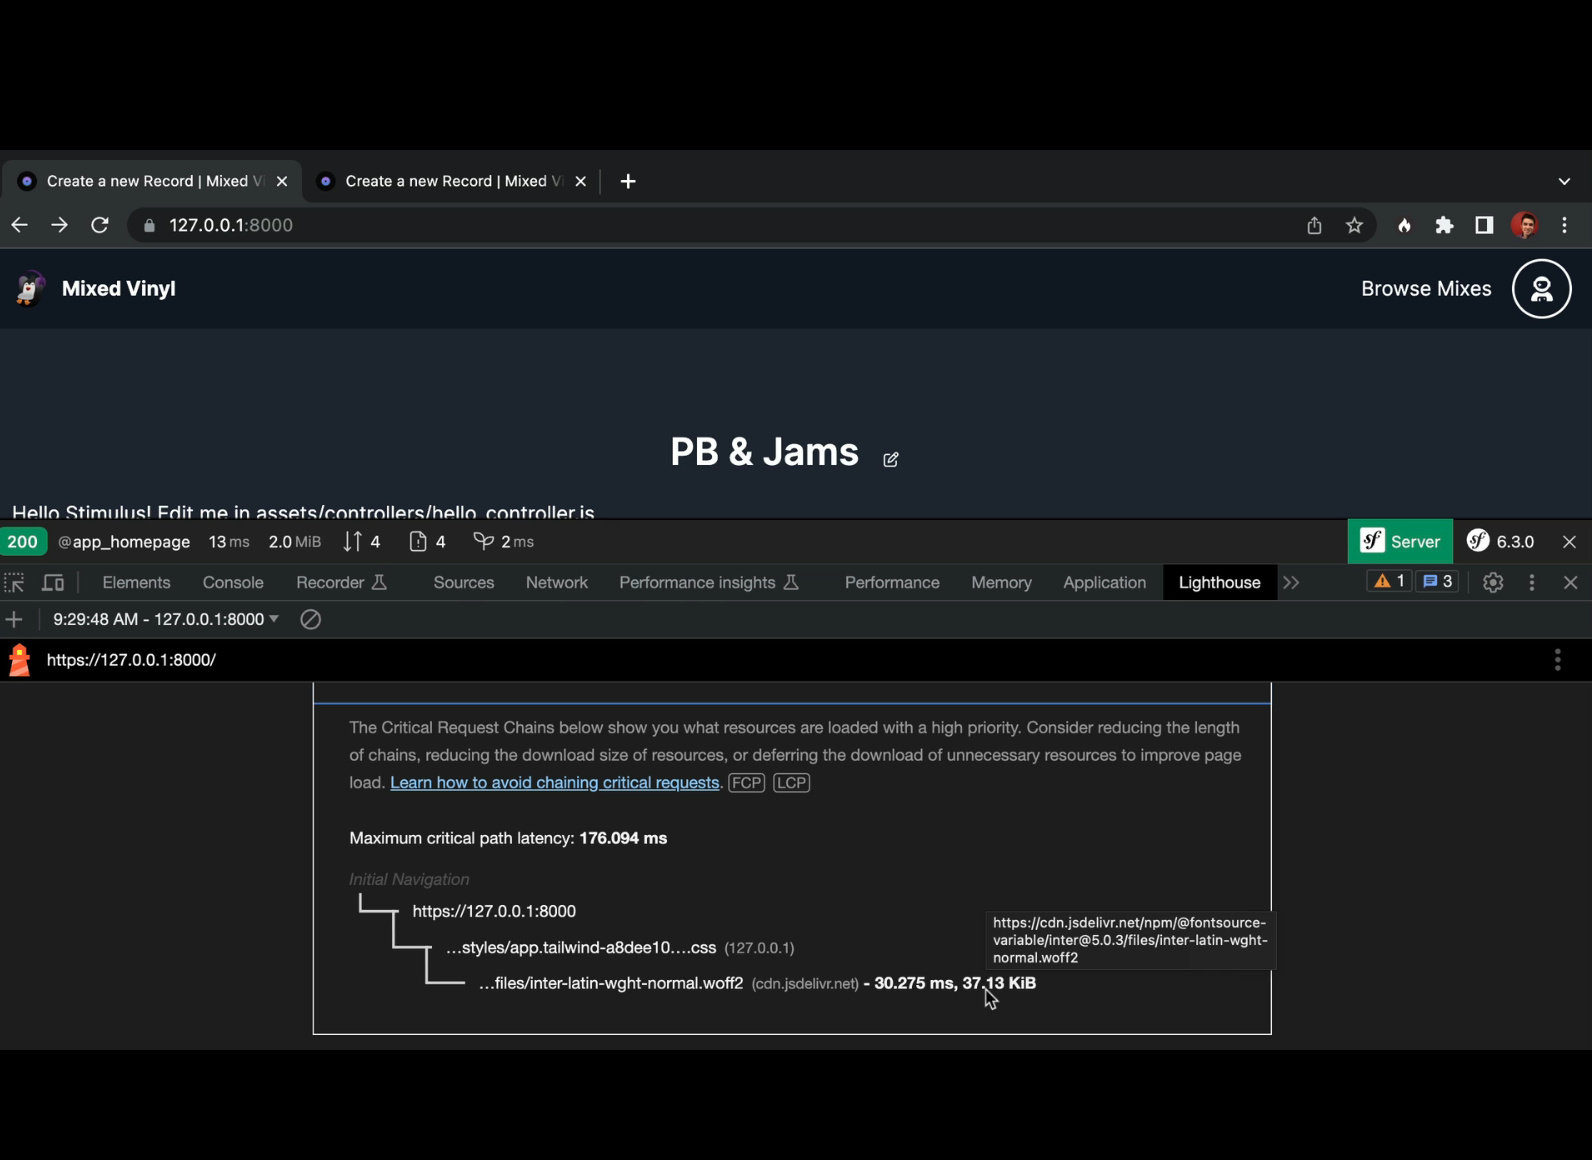 Create a new Record | Mixed Vi
Create a new Record | Mixed Vi
127.0.0.1:8000
Mixed Vinyl
Browse Mixes
PB & Jams
Hello Stimulus! Edit me in assets/controllers/hello_controller.js
200 @app_homepage 13 ms 2.0 MiB 4 4 2 ms
sf Server sf 6.3.0
Elements Console Recorder Sources Network Performance insights Performance Memory Application Lighthouse 1 3
9:29:48 AM - 127.0.0.1:8000
https://127.0.0.1:8000/
The Critical Request Chains below show you what resources are loaded with a high priority. Consider reducing the length
of chains, reducing the download size of resources, or deferring the download of unnecessary resources to improve page
load. Learn how to avoid chaining critical requests. FCP LCP
Maximum critical path latency: 176.094 ms
Initial Navigation
https://127.0.0.1:8000
…styles/app.tailwind-a8dee10….css (127.0.0.1)
…files/inter-latin-wght-normal.woff2 (cdn.jsdelivr.net) - 30.275 ms, 37.13 KiB
https://cdn.jsdelivr.net/npm/@fontsource-
variable/inter@5.0.3/files/inter-latin-wght-
normal.woff2